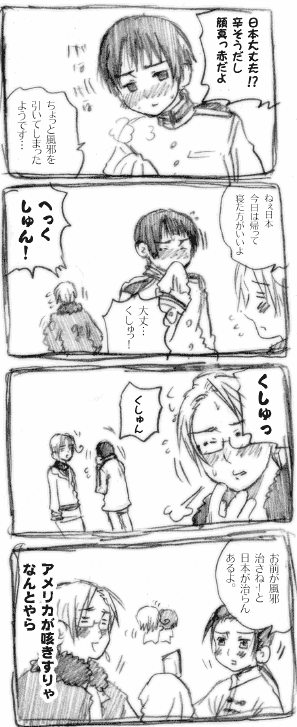 日本大丈夫!?
辛そうだし
顔真っ赤だよ
ちょっと風邪を
引いてしまった
ようです…
ねぇ日本
今日は帰って
寝た方がいいよ
大丈…
くしゅっ!
へっく
しゅん!
くしゅっ
くしゅん
お前が風邪
治さねーと
日本が治らん
あるよ。
アメリカが咳きすりゃ
なんとやら